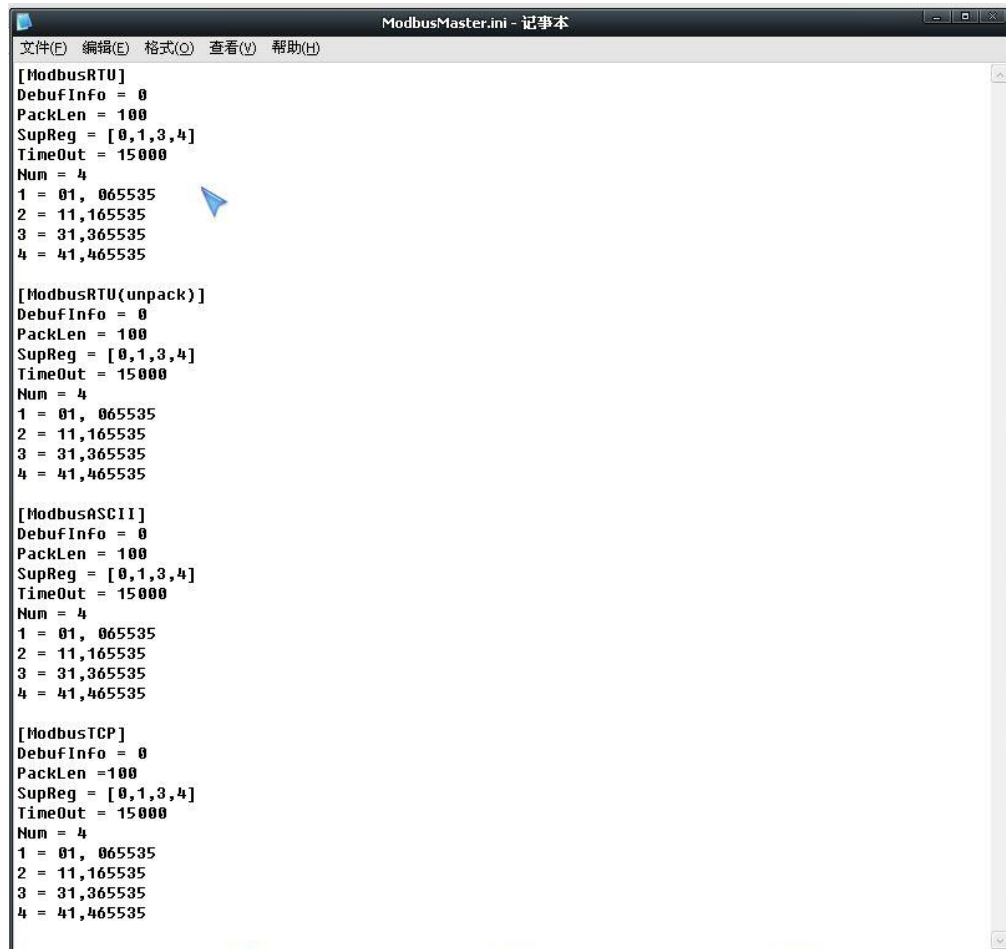 ModbusMaster.ini - 记事本
文件(F) 编辑(E) 格式(O) 查看(V) 帮助(H)
[ModbusRTU]
DebufInfo = 0
PackLen = 100
SupReg = [0,1,3,4]
TimeOut = 15000
Num = 4
1 = 01, 065535
2 = 11,165535
3 = 31,365535
4 = 41,465535
[ModbusRTU(unpack)]
DebufInfo = 0
PackLen = 100
SupReg = [0,1,3,4]
TimeOut = 15000
Num = 4
1 = 01, 065535
2 = 11,165535
3 = 31,365535
4 = 41,465535
[ModbusASCII]
DebufInfo = 0
PackLen = 100
SupReg = [0,1,3,4]
TimeOut = 15000
Num = 4
1 = 01, 065535
2 = 11,165535
3 = 31,365535
4 = 41,465535
[ModbusTCP]
DebufInfo = 0
PackLen =100
SupReg = [0,1,3,4]
TimeOut = 15000
Num = 4
1 = 01, 065535
2 = 11,165535
3 = 31,365535
4 = 41,465535